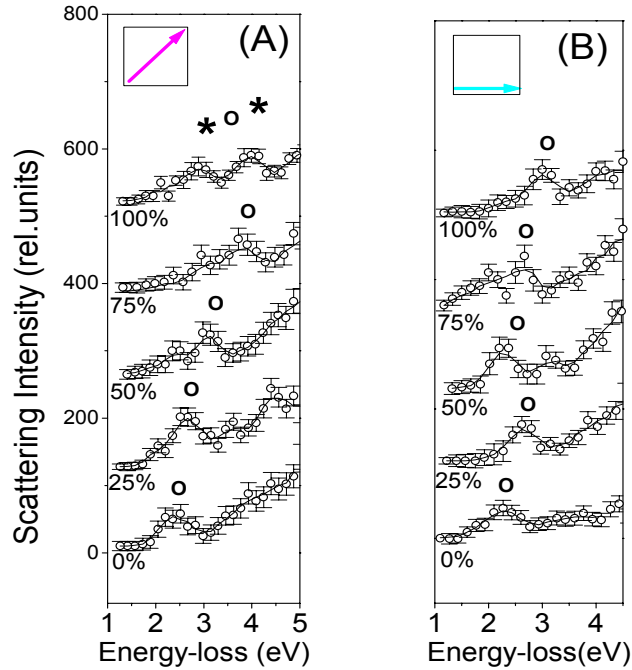 Scattering Intensity (rel.units)
800
600
400
200
0
(A)
* O *
100%
O
75%
O
50%
O
25%
O
0%
1 2 3 4 5
Energy-loss (eV)
(B)
O
100%
O
75%
O
50%
O
25%
O
0%
1 2 3 4
Energy-loss(eV)